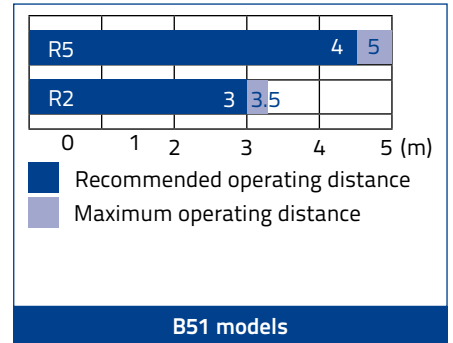 R5 4 5
R2 3 3.5
0 1 2 3 4 5 (m)
Recommended operating distance
Maximum operating distance
B51 models